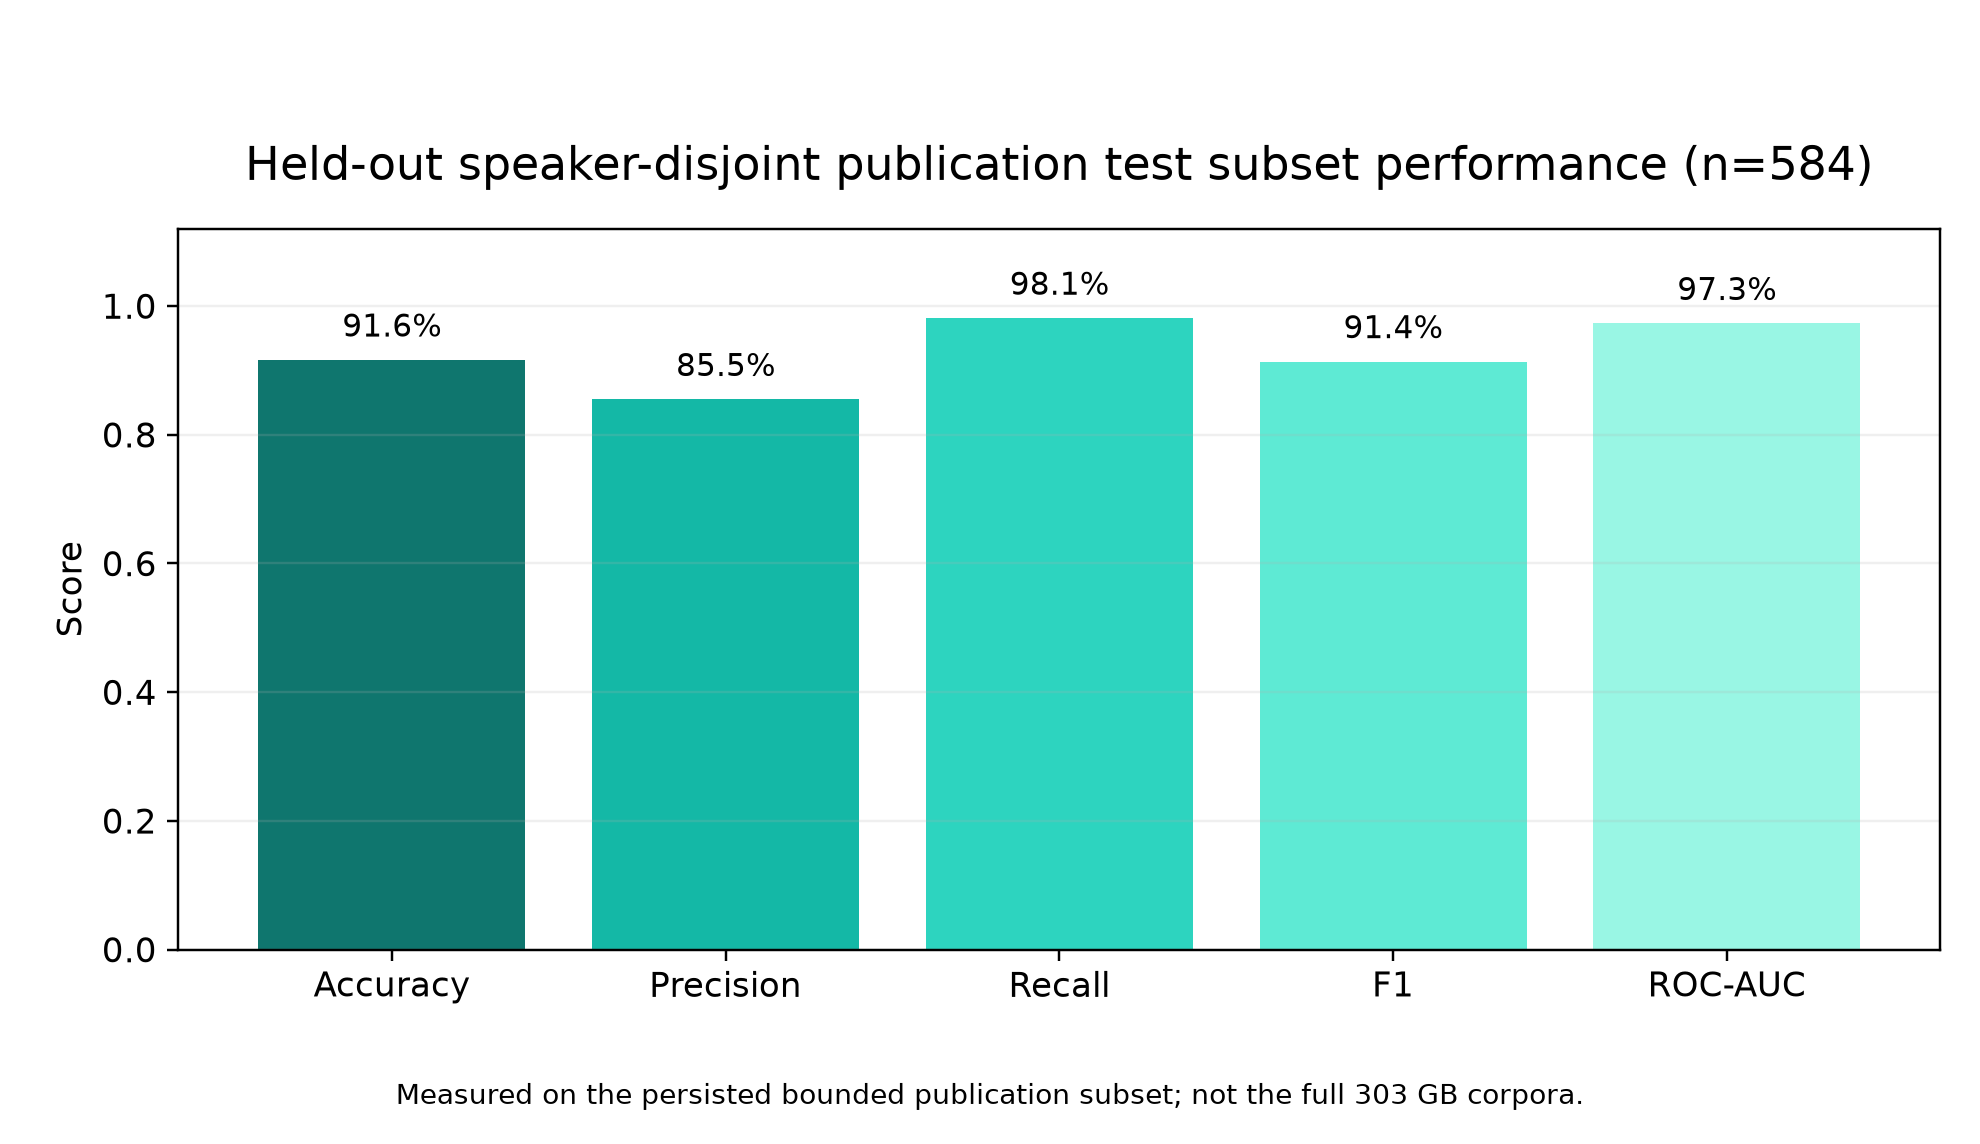 Held-out speaker-disjoint publication test subset performance (n=584)
98.1%
97.3%
1.0
91.6%
91.4%
85.5%
0.8
0.6
Score
0.4
0.2
0.0
Accuracy Precision Recall F1 ROC-AUC
Measured on the persisted bounded publication subset; not the full 303 GB corpora.